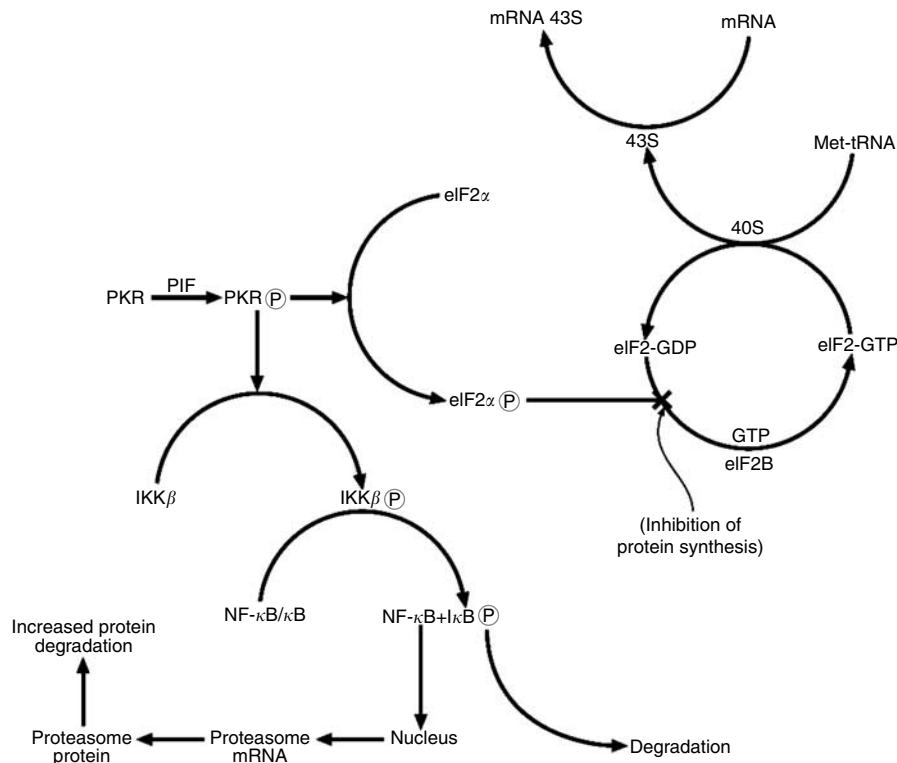 mRNA 43S
mRNA
43S
Met-tRNA
eIF2α
40S
PIF
PKR
PKR P
eIF2-GDP
eIF2-GTP
eIF2α P
GTP
eIF2B
IKKβ
IKKβ P
(Inhibition of
protein synthesis)
NF-κB/κB
NF-κB+IκB P
Increased protein
degradation
Proteasome
protein
Proteasome
mRNA
Nucleus
Degradation